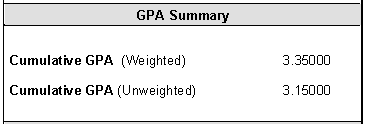 GPA Summary
Cumulative GPA (Weighted) 3.35000
Cumulative GPA (Unweighted) 3.15000